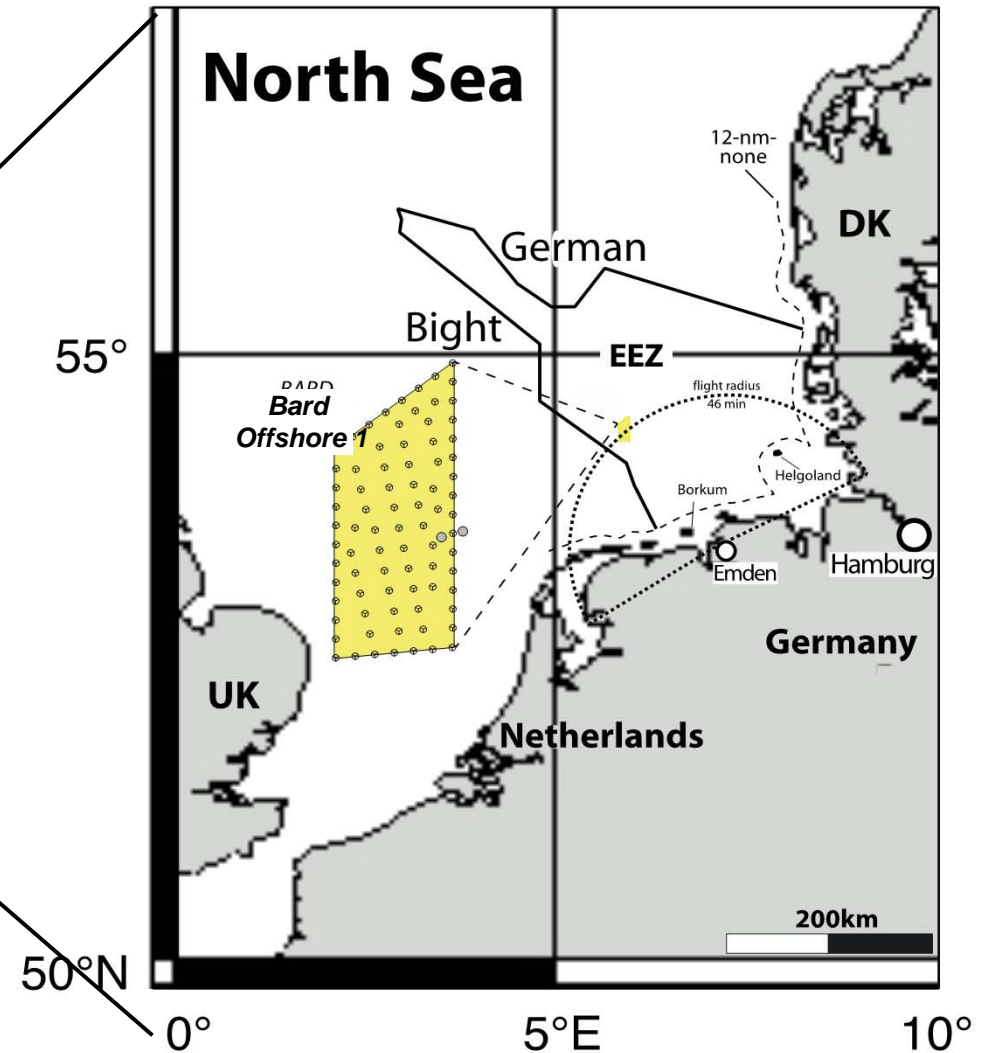 North Sea
12-nm-
none
DK
German
Bight
55°
EEZ
flight radius
46 min
BARD
Bard
Offshore 1
Helgoland
Borkum
Emden
Hamburg
Germany
UK
Netherlands
200km
50°N
0°
5°E
10°